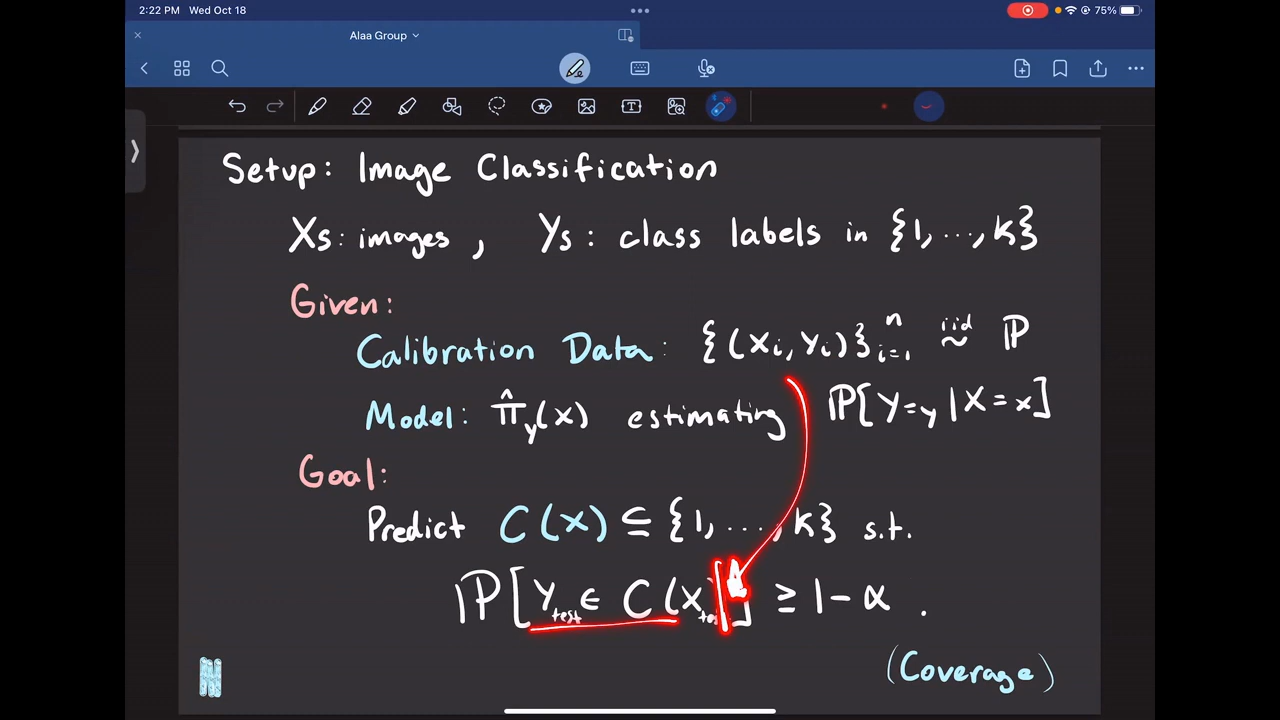 2:22 PM Wed Oct 18
75%
Alaa Group
Setup: Image Classification
Xs: images, Ys: class labels in {1, ..., K}
Given:
Calibration Data: {(Xi, Yi)}ⁿi=1 iid ~ ℙ
Model: π̂y(x) estimating ℙ[Y=y | X=x]
Goal:
Predict C(X) ⊆ {1, ..., K} s.t.
ℙ[Ytest ∈ C(Xtest)] ≥ 1-α.
(Coverage)